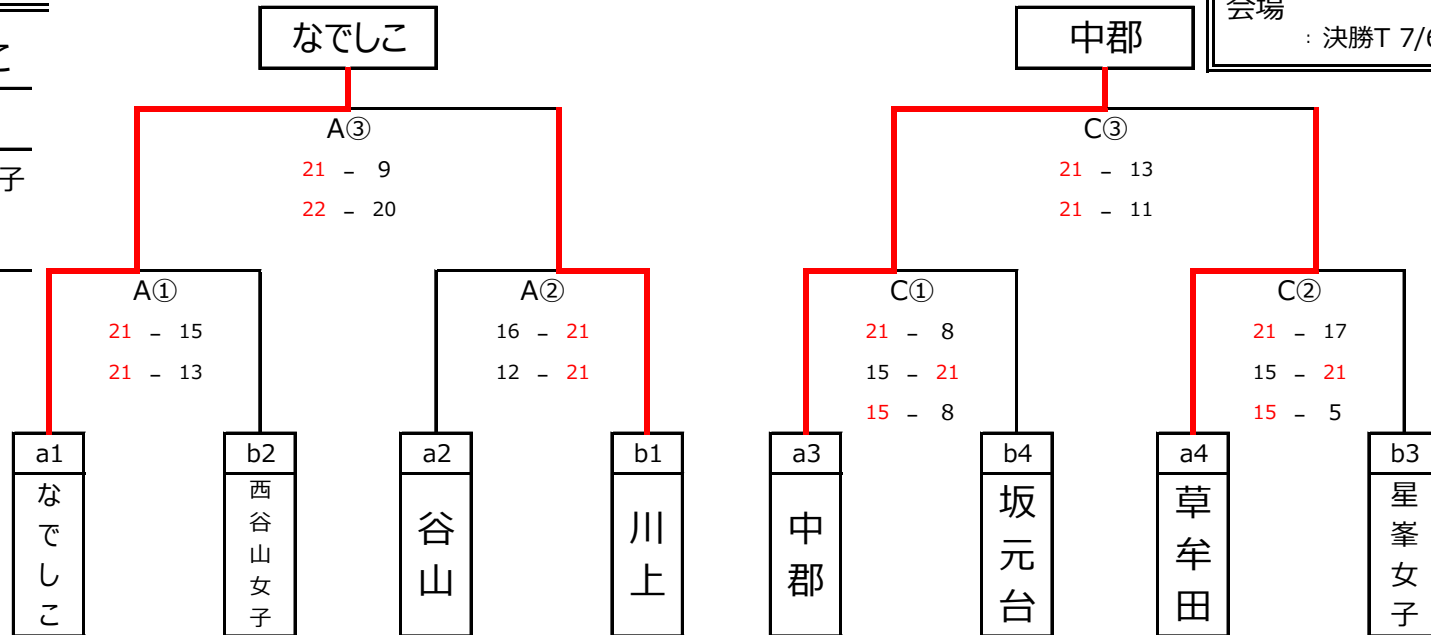 なでしこ
中郡
会場
：決勝T 7/6
こ
子
A③
21 － 9
22 － 20
C③
21 － 13
21 － 11
A①
21 － 15
21 － 13
A②
16 － 21
12 － 21
C①
21 － 8
15 － 21
15 － 8
C②
21 － 17
15 － 21
15 － 5
a1
b2
a2
b1
a3
b4
a4
b3
なでしこ
西谷山女子
谷山
川上
中郡
坂元台
草牟田
星峯女子